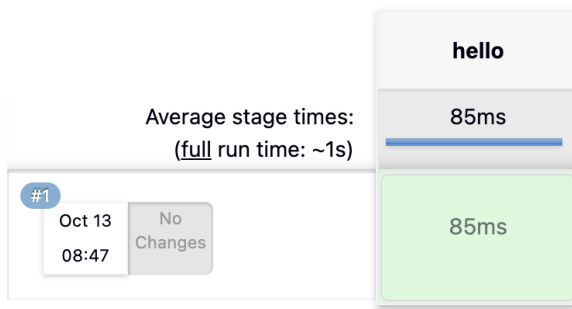 hello
Average stage times:
85ms
(full run time: ~1s)
#1
Oct 13
No
Changes
08:47
85ms